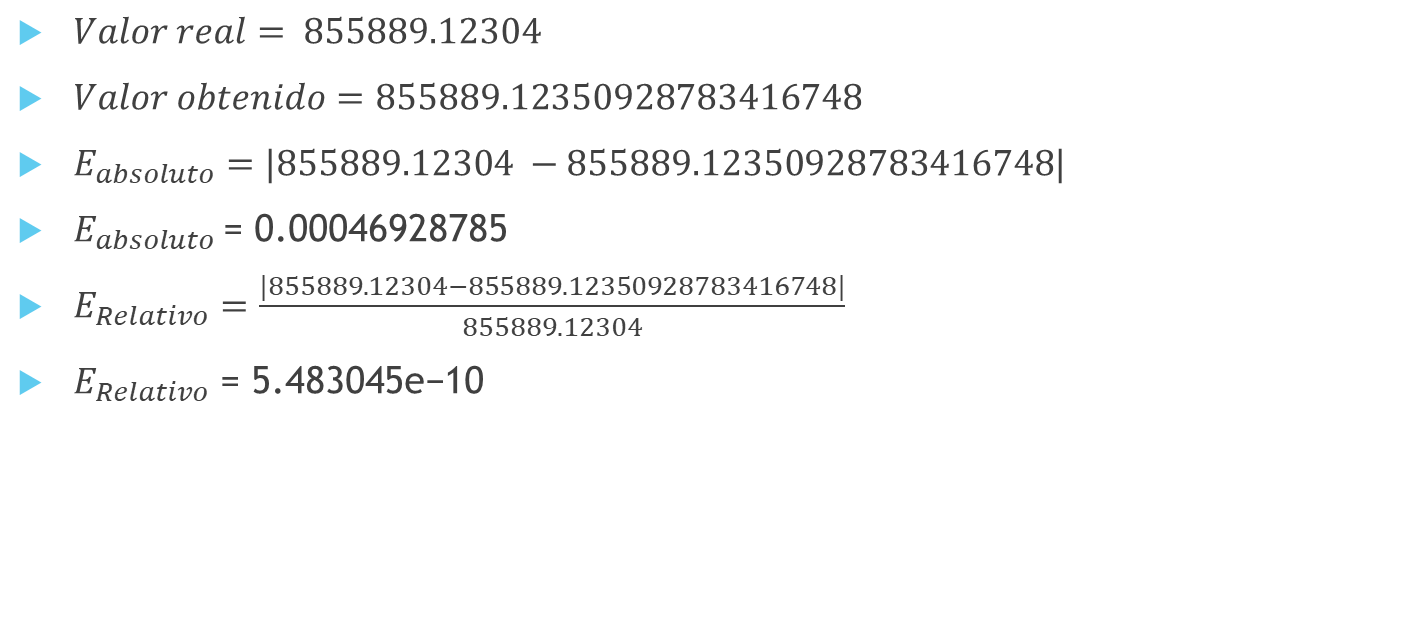 Valor real = 855889.12304
Valor obtenido = 855889.12350928783416748
E_absoluto = |855889.12304 − 855889.12350928783416748|
E_absoluto = 0.00046928785
E_Relativo = |855889.12304−855889.12350928783416748| / 855889.12304
E_Relativo = 5.483045e−10